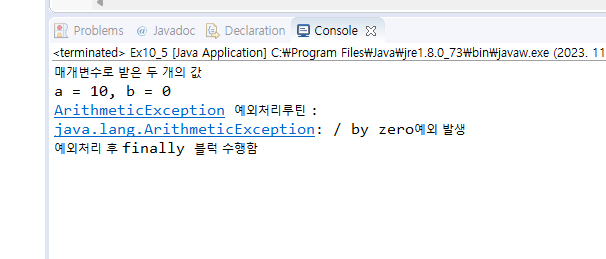 Problems @ Javadoc Declaration Console
<terminated> Ex10_5 [Java Application] C:₩Program Files₩Java₩jre1.8.0_73₩bin₩javaw.exe (2023. 11
매개변수로 받은 두 개의 값
a = 10, b = 0
ArithmeticException 예외처리루틴 :
java.lang.ArithmeticException: / by zero예외 발생
예외처리 후 finally 블럭 수행함